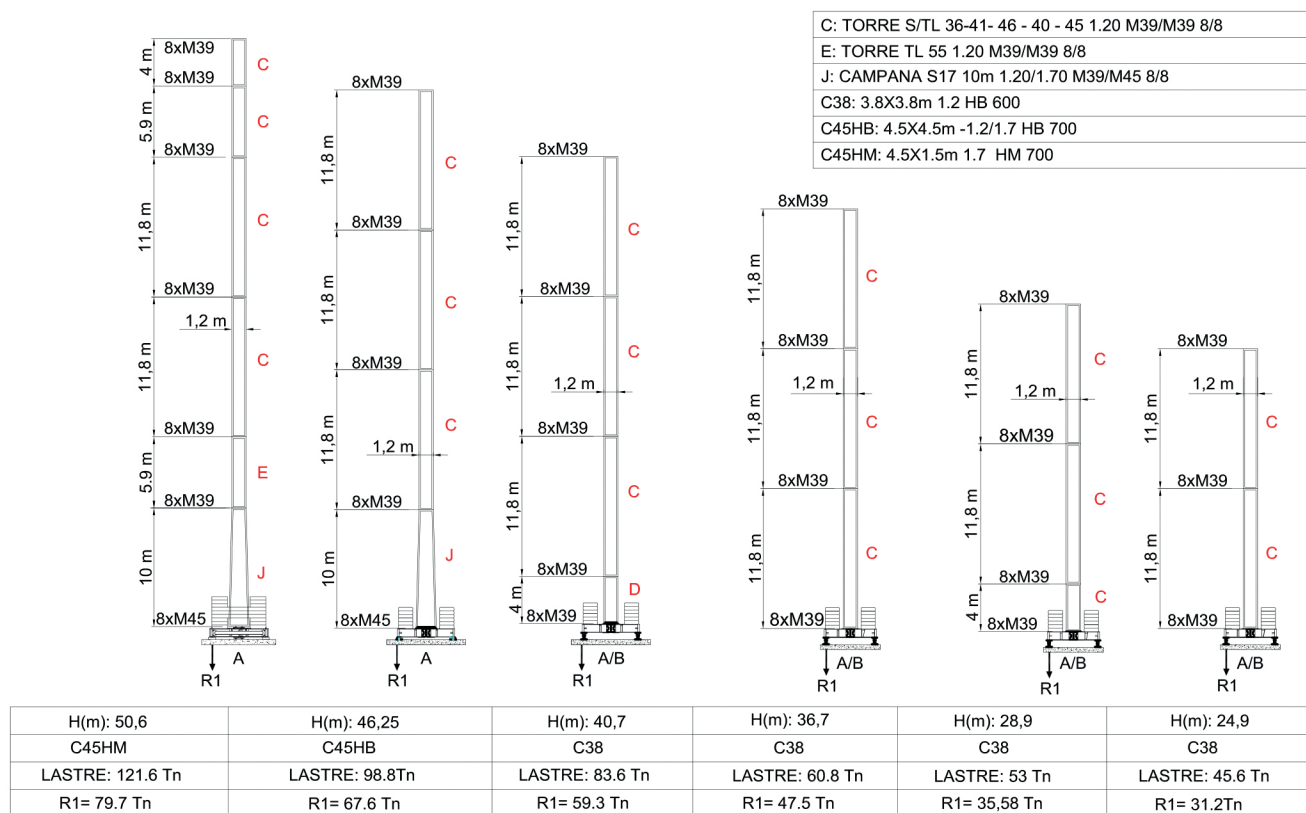 C: TORRE S/TL 36-41- 46 - 40 - 45 1.20 M39/M39 8/8
E: TORRE TL 55 1.20 M39/M39 8/8
J: CAMPANA S17 10m 1.20/1.70 M39/M45 8/8
C38: 3.8X3.8m 1.2 HB 600
C45HB: 4.5X4.5m -1.2/1.7 HB 700
C45HM: 4.5X1.5m 1.7 HM 700
8xM39
4 m
C
8xM39
5.9 m
C
8xM39
11,8 m
C
8xM39
1,2 m
11,8 m
C
8xM39
5.9 m
E
8xM39
10 m
J
8xM45
A
R1
8xM39
11,8 m
C
8xM39
11,8 m
C
8xM39
11,8 m
C
1,2 m
8xM39
10 m
J
8xM45
A
R1
8xM39
11,8 m
C
8xM39
11,8 m
C
1,2 m
8xM39
11,8 m
C
8xM39
4 m
D
8xM39
A/B
R1
8xM39
11,8 m
C
8xM39
1,2 m
11,8 m
C
8xM39
11,8 m
C
8xM39
A/B
R1
8xM39
11,8 m
C
1,2 m
8xM39
11,8 m
C
8xM39
4 m
C
8xM39
A/B
R1
8xM39
1,2 m
11,8 m
C
8xM39
11,8 m
C
8xM39
A/B
R1
H(m): 50,6 H(m): 46,25 H(m): 40,7 H(m): 36,7 H(m): 28,9 H(m): 24,9
C45HM C45HB C38 C38 C38 C38
LASTRE: 121.6 Tn LASTRE: 98.8Tn LASTRE: 83.6 Tn LASTRE: 60.8 Tn LASTRE: 53 Tn LASTRE: 45.6 Tn
R1= 79.7 Tn R1= 67.6 Tn R1= 59.3 Tn R1= 47.5 Tn R1= 35,58 Tn R1= 31.2Tn